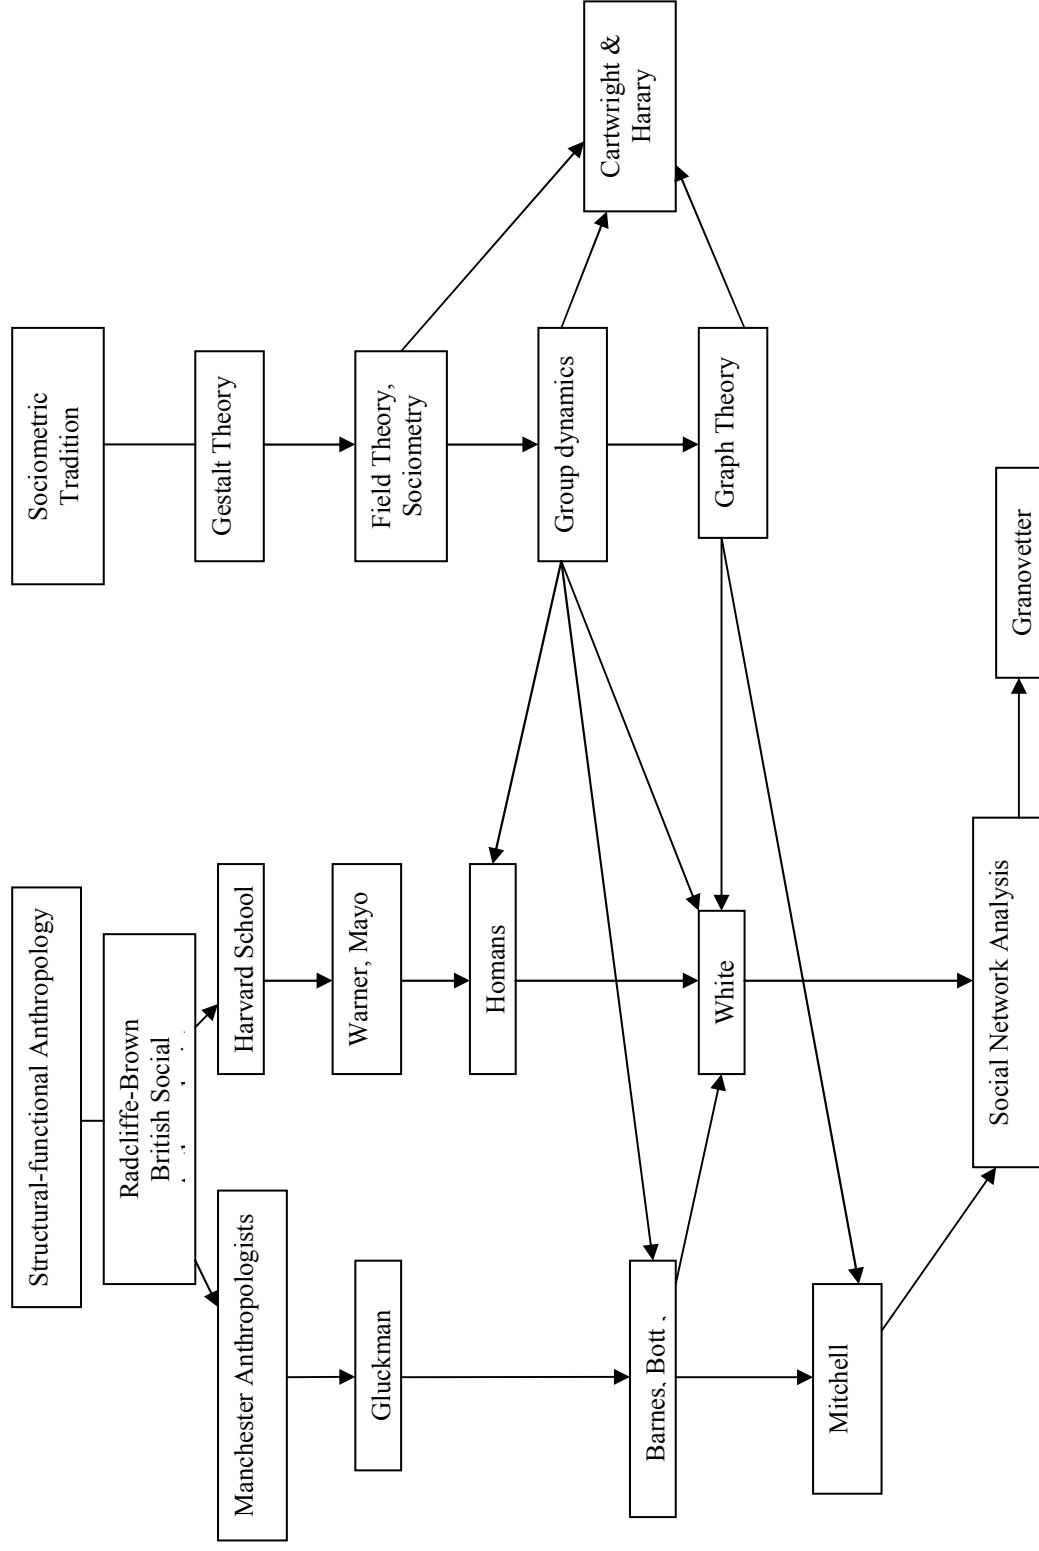 Structural-functional Anthropology
Sociometric
Tradition
Radcliffe-Brown
British Social
Manchester Anthropologists
Harvard School
Gestalt Theory
Gluckman
Warner, Mayo
Field Theory,
Sociometry
Homans
Group dynamics
Cartwright &
Harary
Barnes, Bott ,
White
Graph Theory
Mitchell
Social Network Analysis
Granovetter